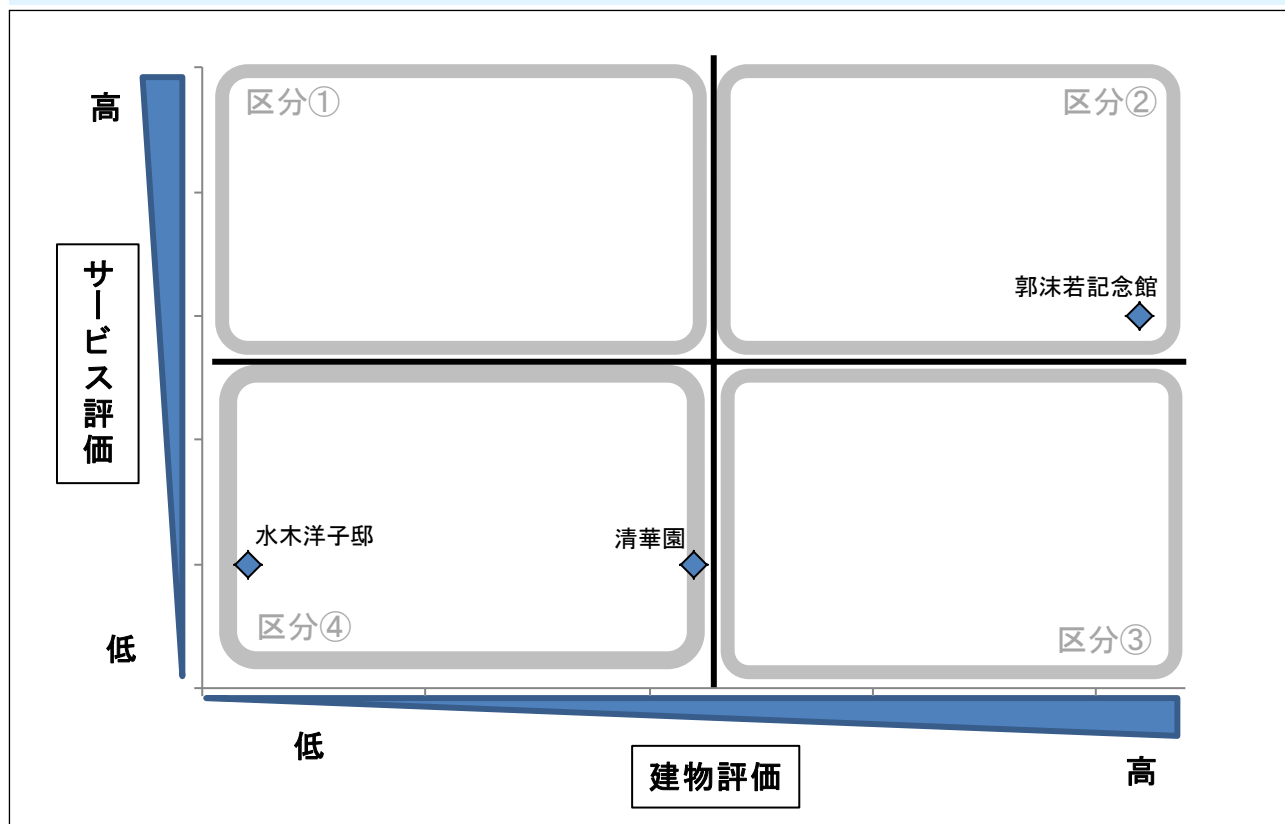 高
区分①
区分②
サービス評価
郭沫若記念館
水木洋子邸
清華園
区分④
区分③
低
低
建物評価
高